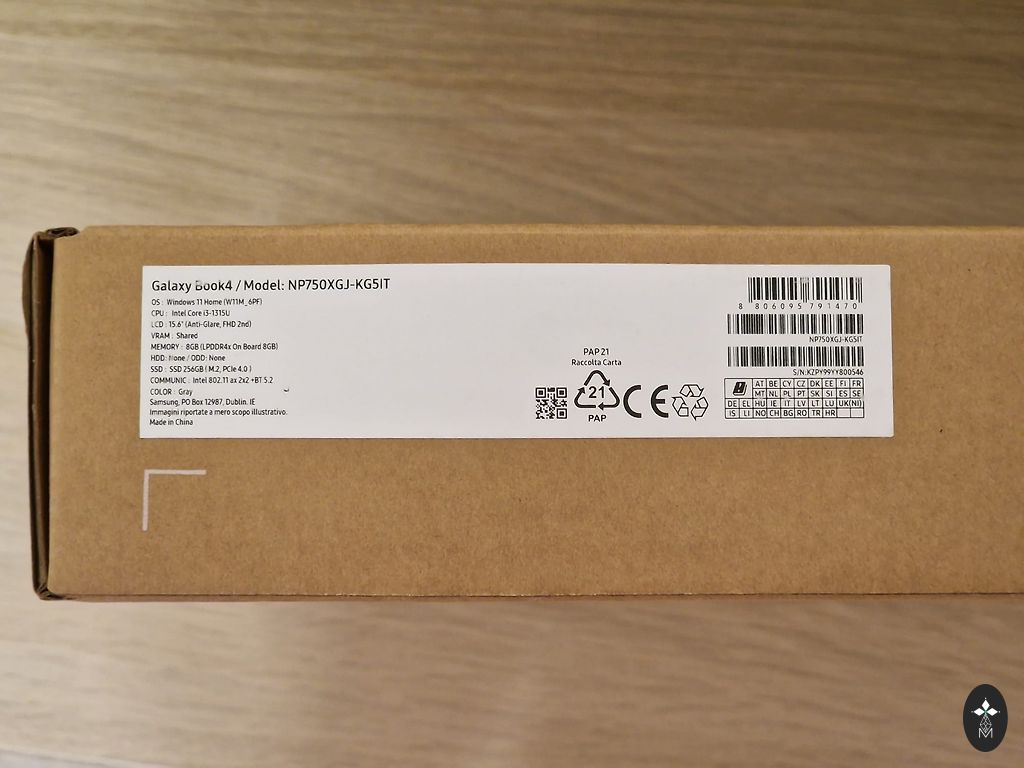 Galaxy Book4 / Model: NP750XGJ-KG5IT
OS : Windows 11 Home (W11M_6PF)
CPU : Intel Core i3-1315U
LCD : 15.6" (Anti-Glare, FHD 2nd)
VRAM : Shared
MEMORY : 8GB (LPDDR4x On Board 8GB)
HDD: None / ODD: None
SSD : SSD 256GB ( M.2, PCIe 4.0 )
COMMUNIC : Intel 802.11 ax 2x2 +BT 5.2
COLOR : Gray
Samsung, PO Box 12987, Dublin. IE
Immagini riportate a mero scopo illustrativo.
Made in China
PAP 21
Raccolta Carta
21
PAP
CE
8 806095 791470
NP750XGJ-KG5IT
S/N:KZPY99YY800546
AT BE CY CZ DK EE FI FR
MT NL PL PT SK SI ES SE
DE EL HU IE IT LV LT LU UK(NI)
IS LI NO CH BG RO TR HR
M